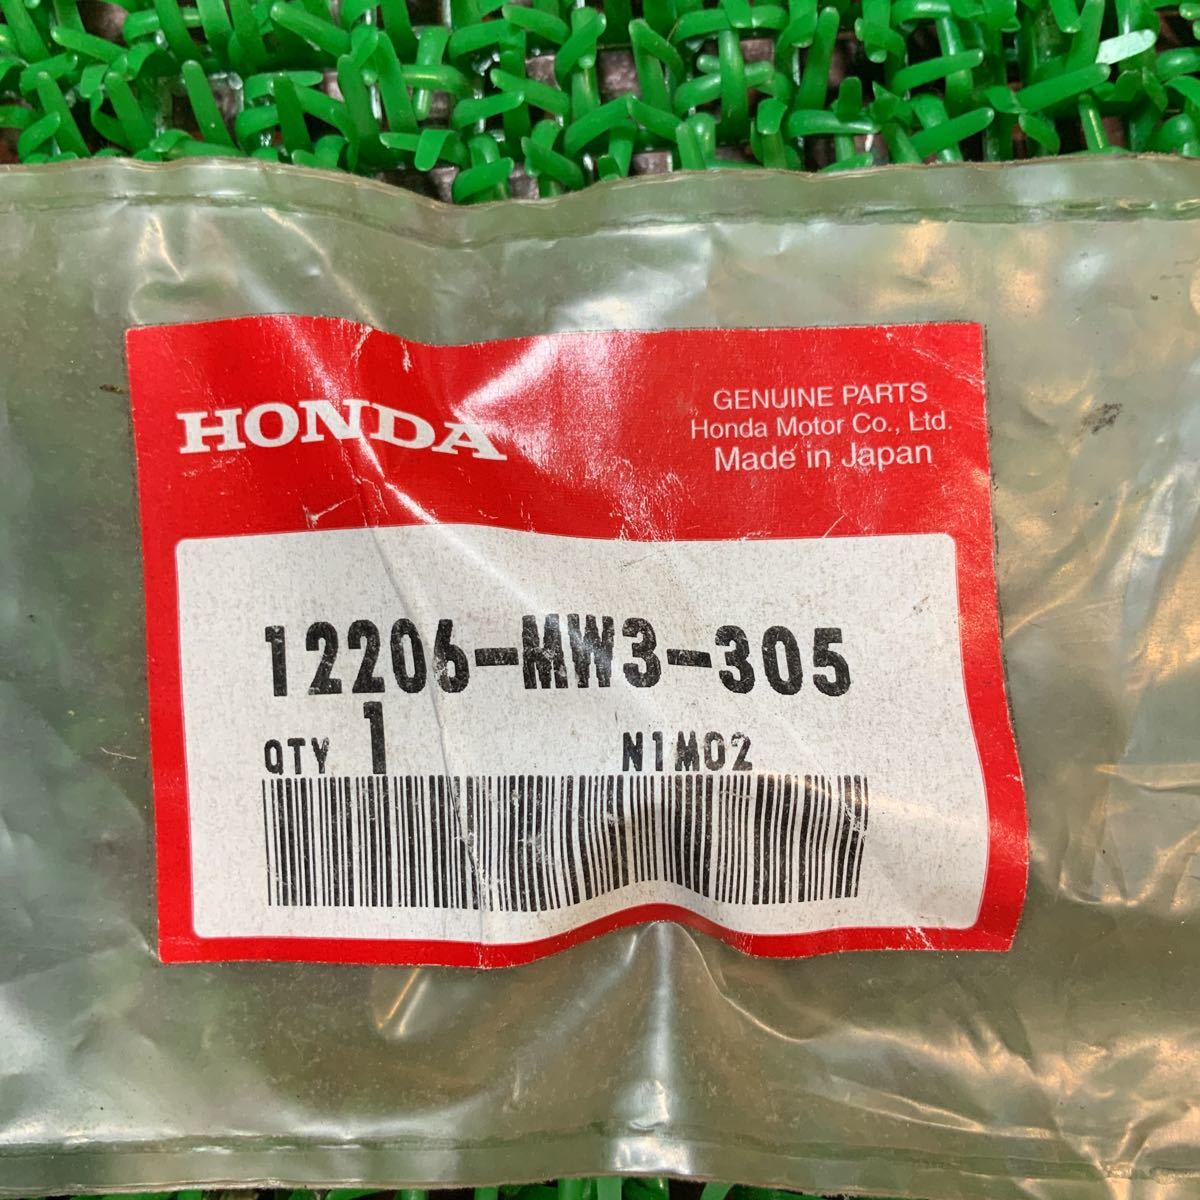 HONDA
GENUINE PARTS
Honda Motor Co., Ltd.
Made in Japan
12206-MW3-305
QTY 1 N1M02